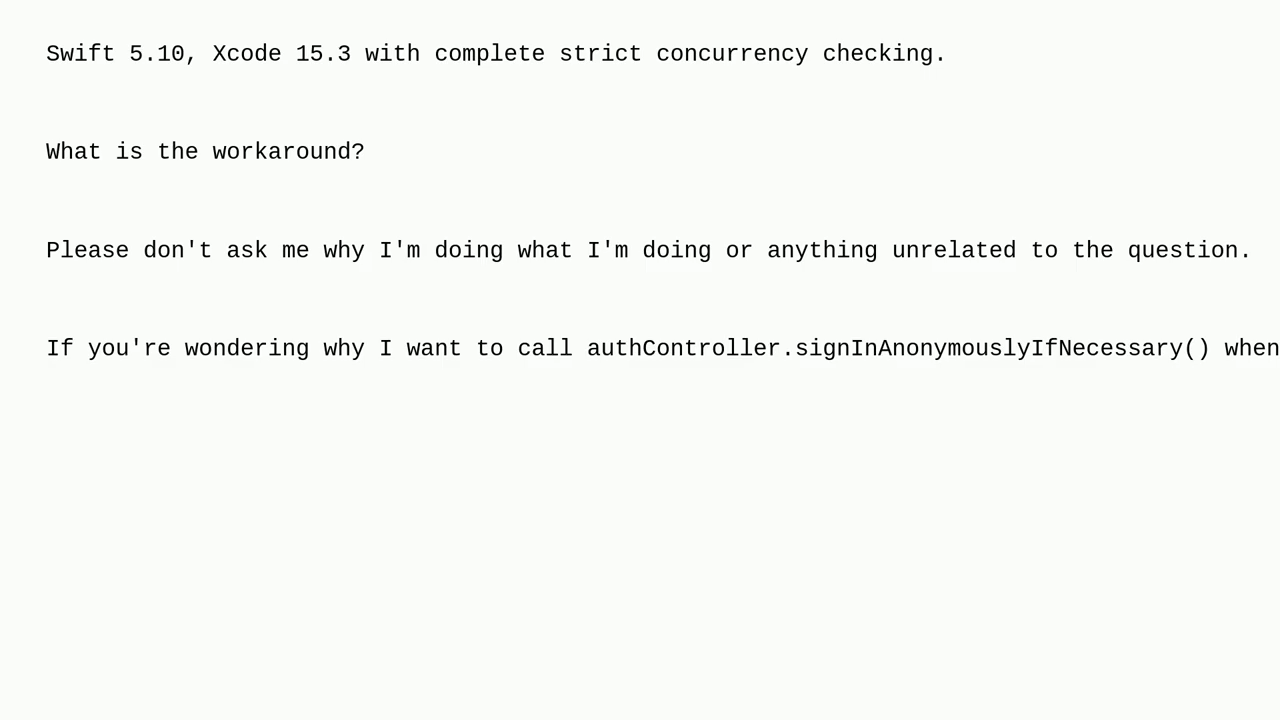 Swift 5.10, Xcode 15.3 with complete strict concurrency checking.
What is the workaround?
Please don't ask me why I'm doing what I'm doing or anything unrelated to the question.
If you're wondering why I want to call authController.signInAnonymouslyIfNecessary() when